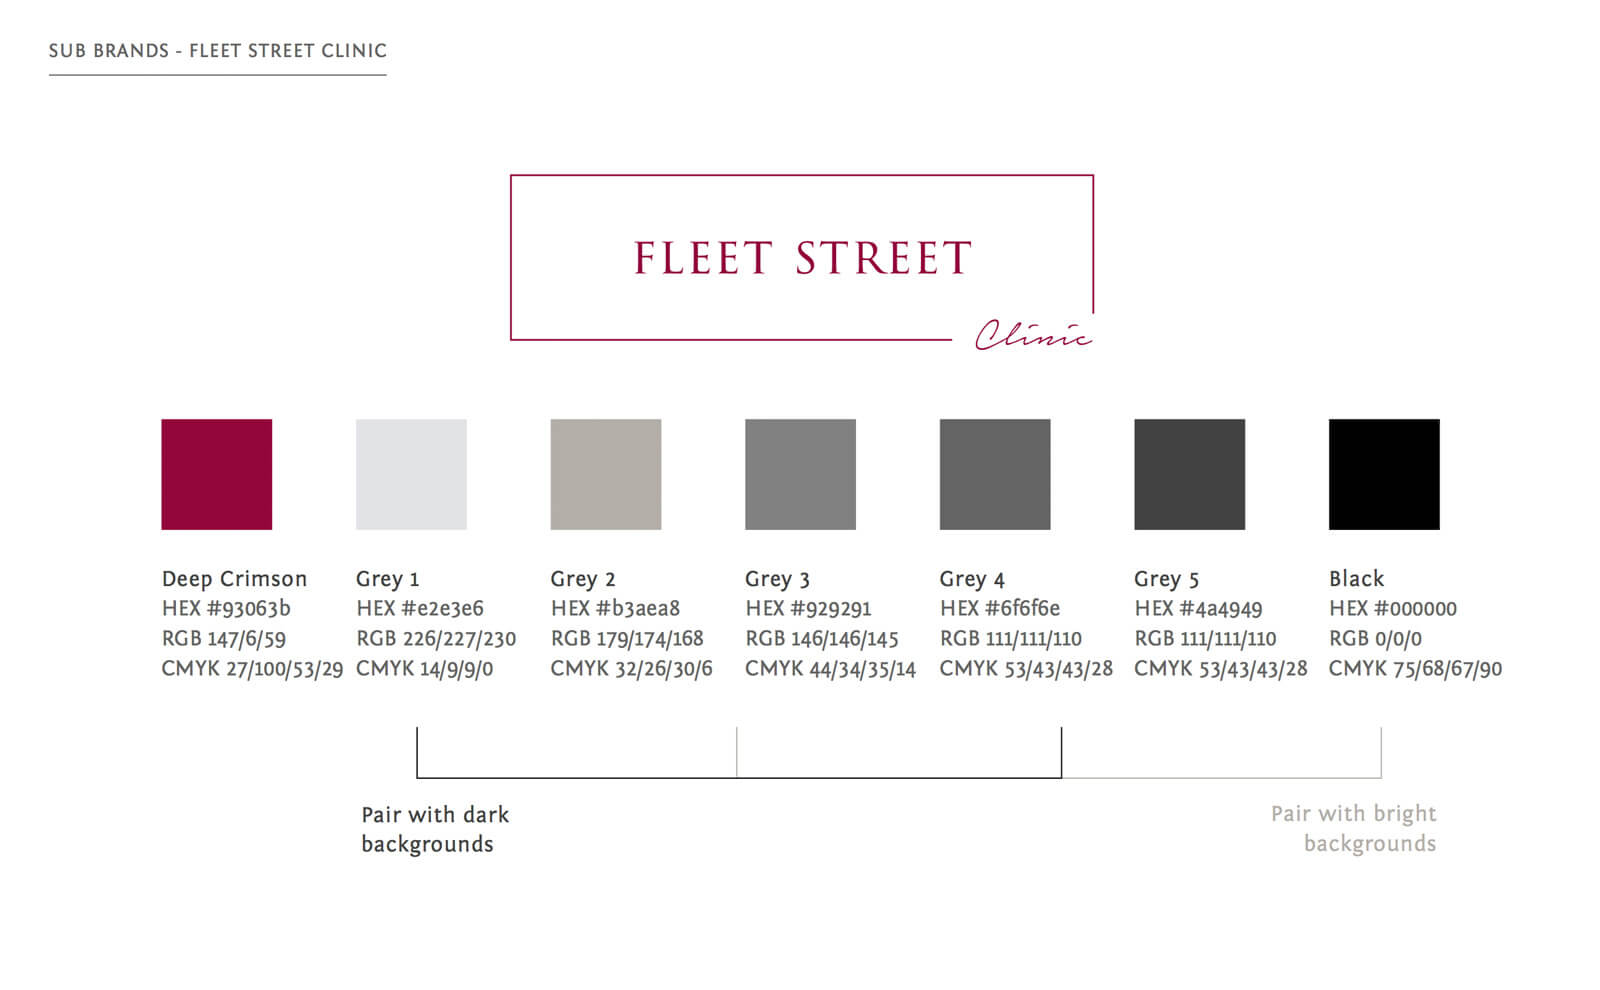 SUB BRANDS - FLEET STREET CLINIC
FLEET STREET
Clinic
Deep Crimson
HEX #93063b
RGB 147/6/59
CMYK 27/100/53/29
Grey 1
HEX #e2e3e6
RGB 226/227/230
CMYK 14/9/9/0
Grey 2
HEX #b3aea8
RGB 179/174/168
CMYK 32/26/30/6
Grey 3
HEX #929291
RGB 146/146/145
CMYK 44/34/35/14
Grey 4
HEX #6f6f6e
RGB 111/111/110
CMYK 53/43/43/28
Grey 5
HEX #4a4949
RGB 111/111/110
CMYK 53/43/43/28
Black
HEX #000000
RGB 0/0/0
CMYK 75/68/67/90
Pair with dark
backgrounds
Pair with bright
backgrounds